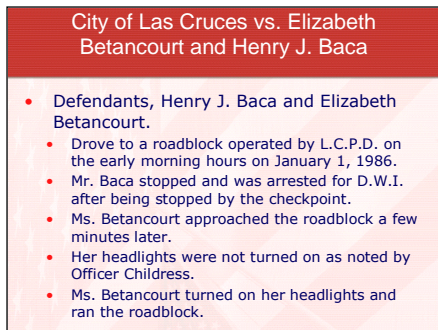 City of Las Cruces vs. Elizabeth
Betancourt and Henry J. Baca
• Defendants, Henry J. Baca and Elizabeth
Betancourt.
• Drove to a roadblock operated by L.C.P.D. on
the early morning hours on January 1, 1986.
• Mr. Baca stopped and was arrested for D.W.I.
after being stopped by the checkpoint.
• Ms. Betancourt approached the roadblock a few
minutes later.
• Her headlights were not turned on as noted by
Officer Childress.
• Ms. Betancourt turned on her headlights and
ran the roadblock.